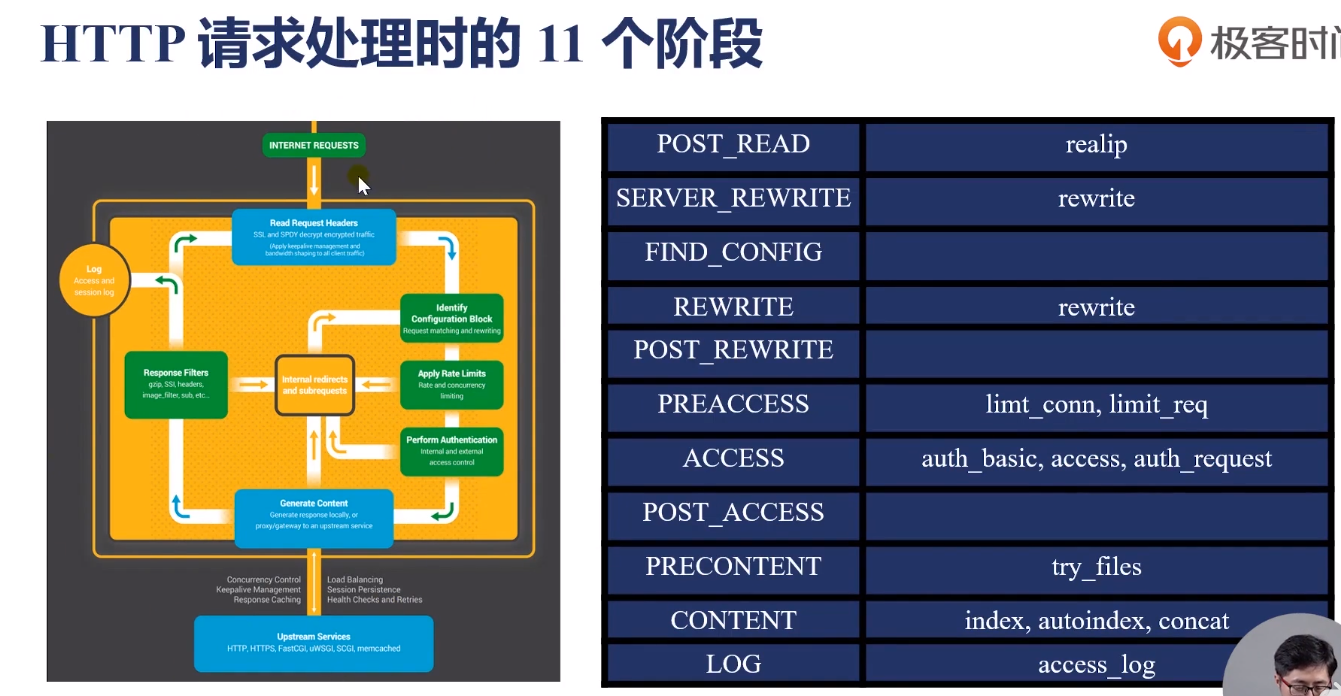 HTTP 请求处理时的 11 个阶段
极客时间
INTERNET REQUESTS
Read Request Headers
SSL and SPDY decrypt encrypted traffic
(Apply keepalive management and
bandwidth shaping to all client traffic)
Log
Access and
session log
Identify
Configuration Block
Request matching and rewriting
Response Filters
gzip, SSI, headers,
image_filter, sub, etc...
Internal redirects
and subrequests
Apply Rate Limits
Rate and concurrency
limiting
Perform Authentication
Internal and external
access control
Generate Content
Generate response locally, or
proxy/gateway to an upstream service
Concurrency Control
Keepalive Management
Response Caching
Load Balancing
Session Persistence
Health Checks and Retries
Upstream Services
HTTP, HTTPS, FastCGI, uWSGI, SCGI, memcached
POST_READ realip
SERVER_REWRITE rewrite
FIND_CONFIG
REWRITE rewrite
POST_REWRITE
PREACCESS limt_conn, limit_req
ACCESS auth_basic, access, auth_request
POST_ACCESS
PRECONTENT try_files
CONTENT index, autoindex, concat
LOG access_log